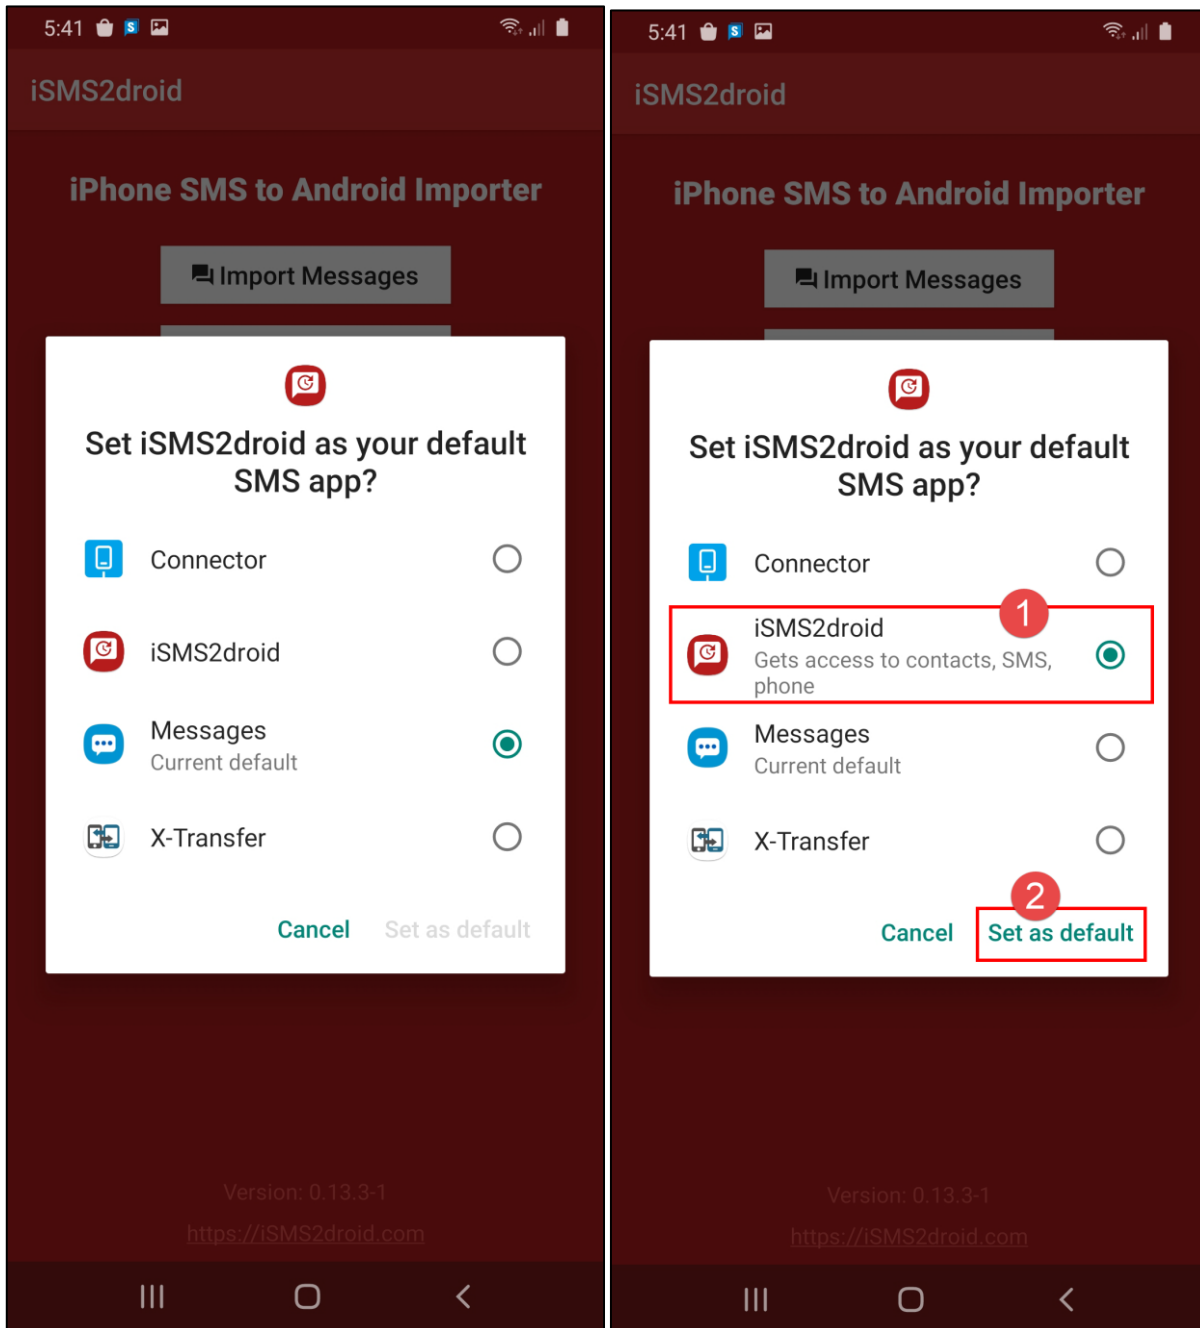 5:41
iSMS2droid
iPhone SMS to Android Importer
Import Messages
Set iSMS2droid as your default
SMS app?
Connector
iSMS2droid
Messages
Current default
X-Transfer
Cancel Set as default
Version: 0.13.3-1
https://iSMS2droid.com
5:41
iSMS2droid
iPhone SMS to Android Importer
Import Messages
Set iSMS2droid as your default
SMS app?
Connector
1
iSMS2droid
Gets access to contacts, SMS,
phone
Messages
Current default
X-Transfer
2
Cancel Set as default
Version: 0.13.3-1
https://iSMS2droid.com